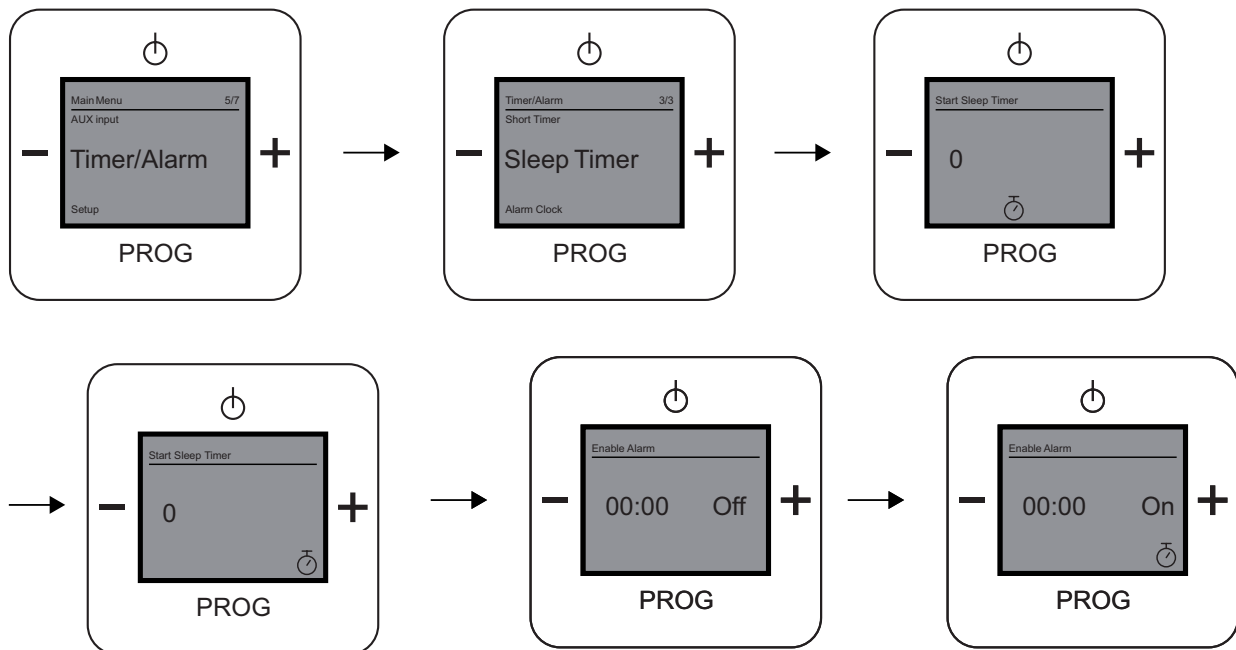 Main Menu 5/7
AUX input
Timer/Alarm
Setup
PROG
Timer/Alarm 3/3
Short Timer
Sleep Timer
Alarm Clock
PROG
Start Sleep Timer
0
PROG
Start Sleep Timer
0
PROG
Enable Alarm
00:00 Off
PROG
Enable Alarm
00:00 On
PROG